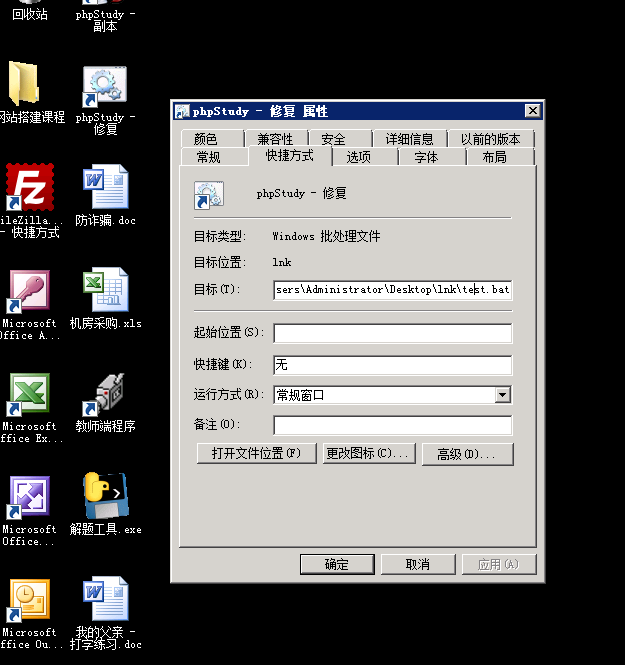 回收站
phpStudy -
副本
网站搭建课程
phpStudy -
修复
FileZilla...
- 快捷方式
防诈骗.doc
Microsoft
Office A...
机房采购.xls
Microsoft
Office Ex...
教师端程序
Microsoft
Office...
解题工具.exe
Microsoft
Office Ou...
我的父亲 -
打字练习.doc
phpStudy - 修复 属性
颜色
兼容性
安全
详细信息
以前的版本
常规
快捷方式
选项
字体
布局
phpStudy - 修复
目标类型: Windows 批处理文件
目标位置: lnk
目标(T): sers\Administrator\Desktop\lnk\test.bat
起始位置(S):
快捷键(K): 无
运行方式(R): 常规窗口
备注(O):
打开文件位置(F) 更改图标(C)... 高级(D)...
确定 取消 应用(A)